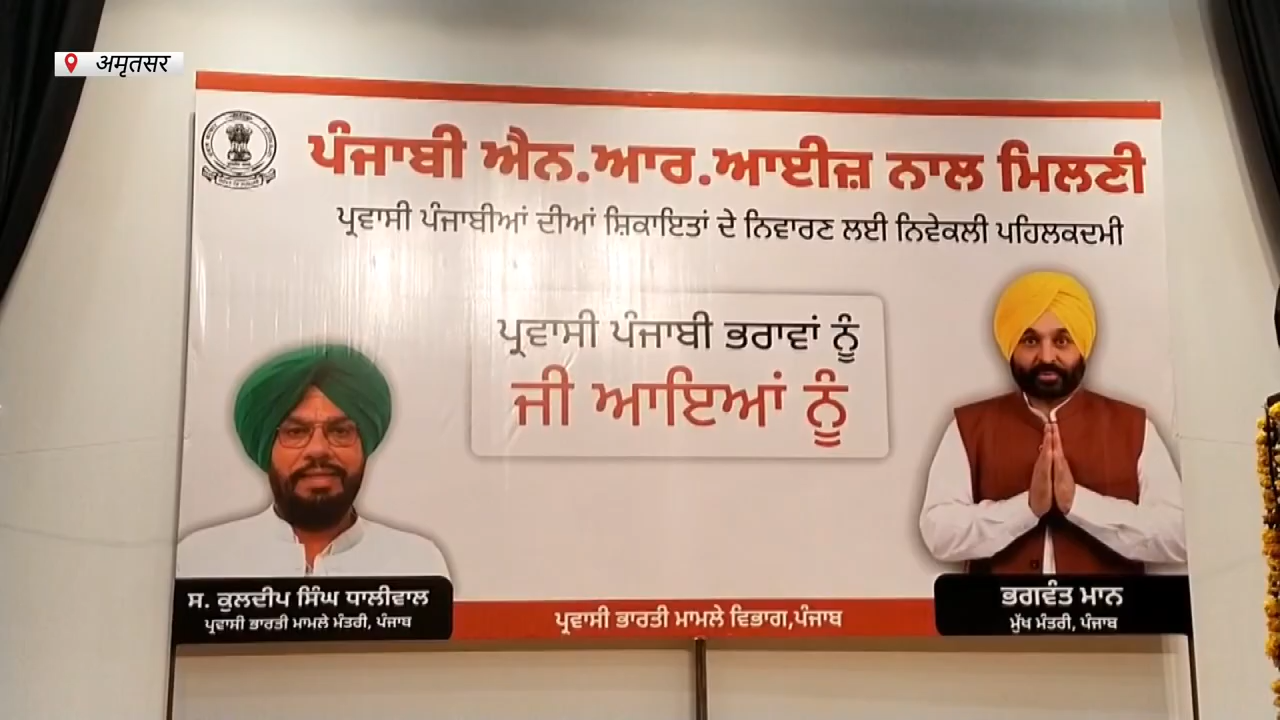 अमृतसर
ਪੰਜਾਬੀ ਐਨ.ਆਰ.ਆਈਜ਼ ਨਾਲ ਮਿਲਣੀ
ਪ੍ਰਵਾਸੀ ਪੰਜਾਬੀਆਂ ਦੀਆਂ ਸ਼ਿਕਾਇਤਾਂ ਦੇ ਨਿਵਾਰਣ ਲਈ ਨਿਵੇਕਲੀ ਪਹਿਲਕਦਮੀ
ਪ੍ਰਵਾਸੀ ਪੰਜਾਬੀ ਭਰਾਵਾਂ ਨੂੰ
ਜੀ ਆਇਆਂ ਨੂੰ
ਸ. ਕੁਲਦੀਪ ਸਿੰਘ ਧਾਲੀਵਾਲ
ਪ੍ਰਵਾਸੀ ਭਾਰਤੀ ਮਾਮਲੇ ਮੰਤਰੀ, ਪੰਜਾਬ
ਪ੍ਰਵਾਸੀ ਭਾਰਤੀ ਮਾਮਲੇ ਵਿਭਾਗ,ਪੰਜਾਬ
ਭਗਵੰਤ ਮਾਨ
ਮੁੱਖ ਮੰਤਰੀ, ਪੰਜਾਬ